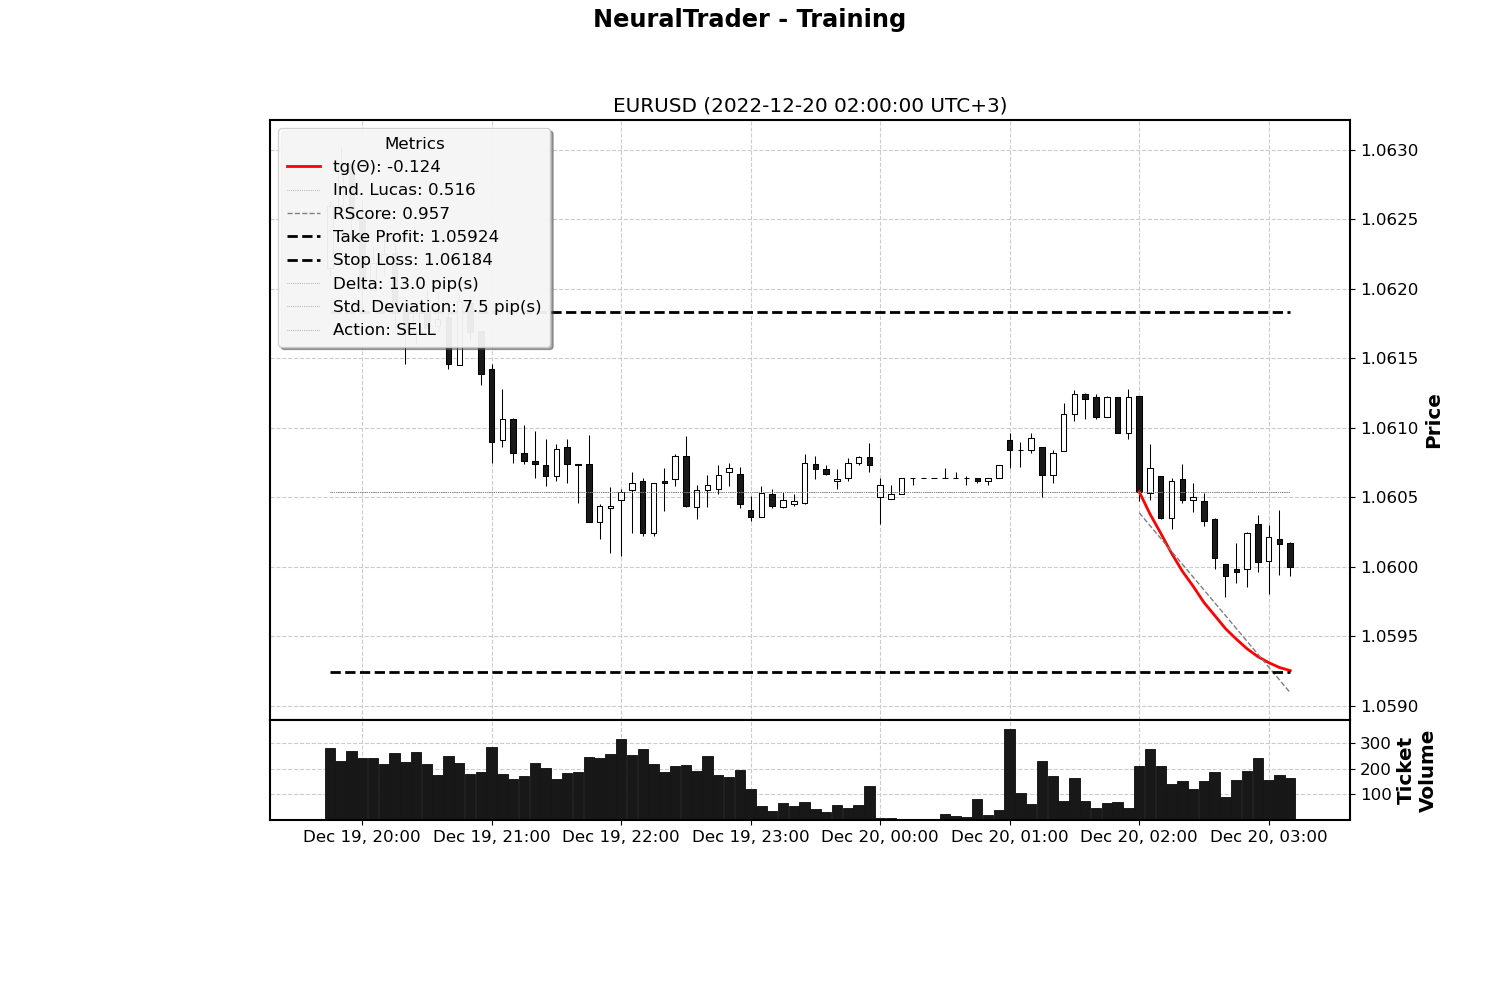 NeuralTrader - Training
EURUSD (2022-12-20 02:00:00 UTC+3)
Metrics
tg(Θ): -0.124
Ind. Lucas: 0.516
RScore: 0.957
Take Profit: 1.05924
Stop Loss: 1.06184
Delta: 13.0 pip(s)
Std. Deviation: 7.5 pip(s)
Action: SELL
1.0630
1.0625
1.0620
1.0615
1.0610
1.0605
1.0600
1.0595
1.0590
Price
300
200
100
Ticket
Volume
Dec 19, 20:00
Dec 19, 21:00
Dec 19, 22:00
Dec 19, 23:00
Dec 20, 00:00
Dec 20, 01:00
Dec 20, 02:00
Dec 20, 03:00